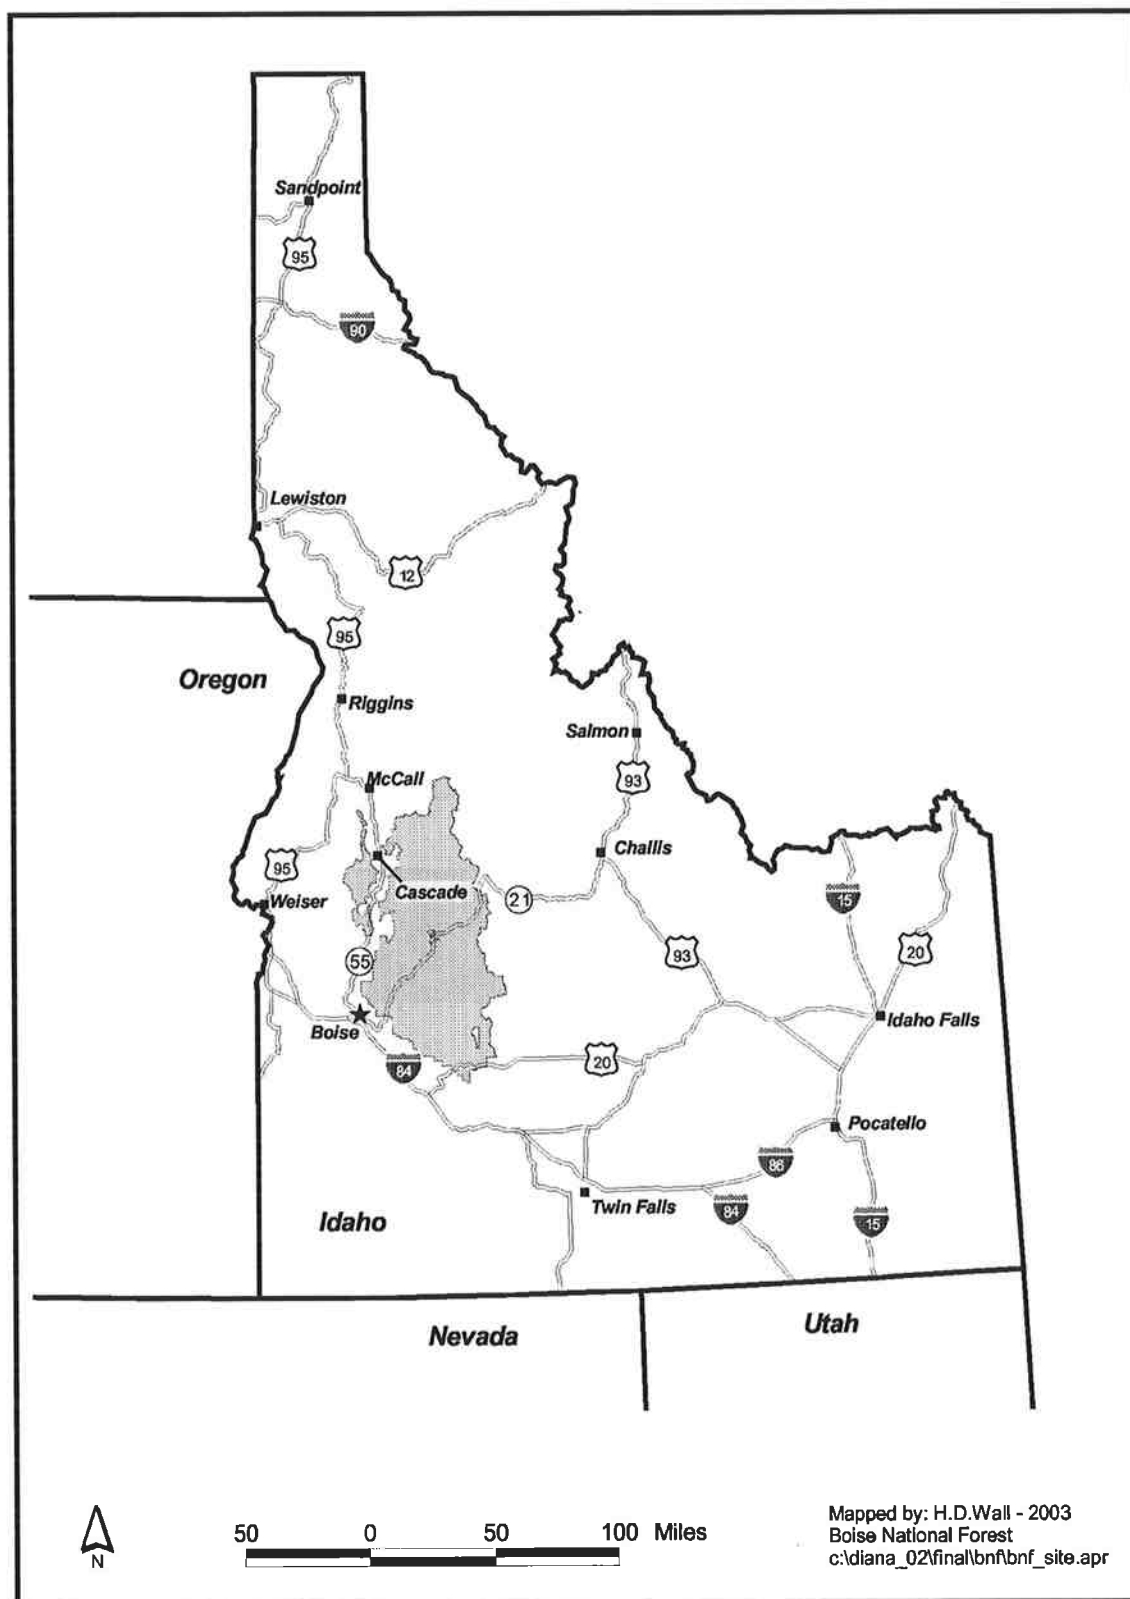 Sandpoint
95
90
Lewiston
12
95
Oregon
Riggins
Salmon
McCall
93
Challis
95
Cascade
21
15
Weiser
93
20
55
Boise
Idaho Falls
84
20
Pocatello
86
Twin Falls
84
15
Idaho
Nevada
Utah
N
50 0 50 100 Miles
Mapped by: H.D.Wall - 2003
Boise National Forest
c:\diana_02\final\bnf\bnf_site.apr